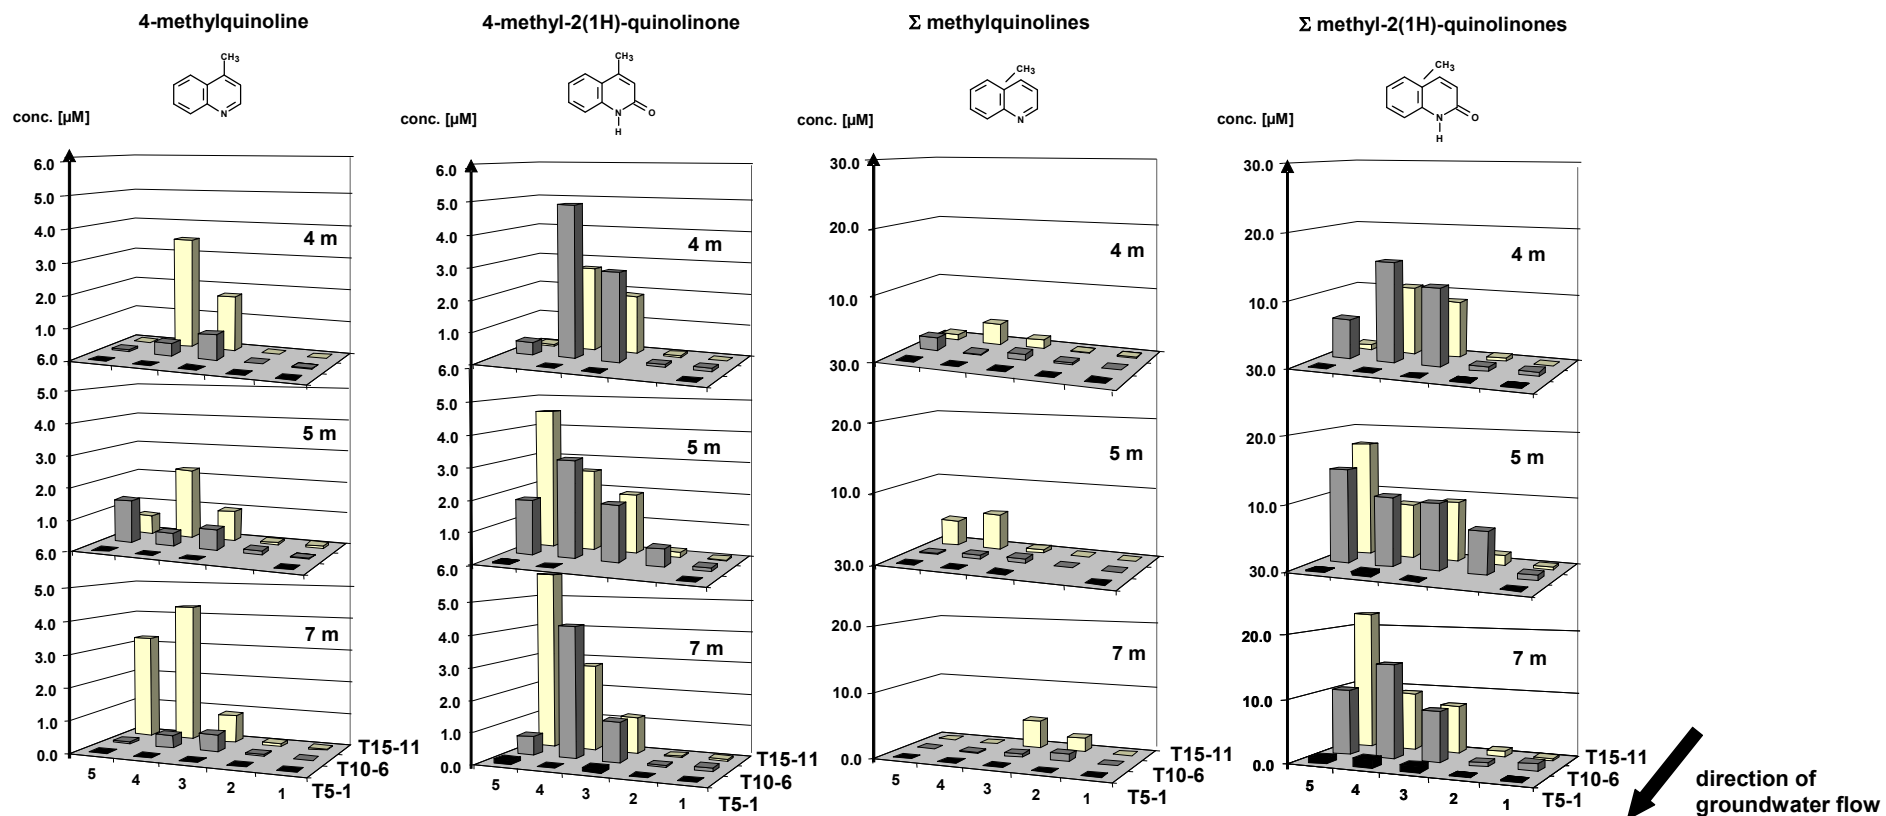 4-methylquinoline
4-methyl-2(1H)-quinolinone
Σ methylquinolines
Σ methyl-2(1H)-quinolinones
CH3
N
CH3
N
H
O
CH3
N
CH3
N
H
O
conc. [µM]
6.0
5.0
4.0
3.0
2.0
1.0
4 m
6.0
5.0
4.0
3.0
2.0
1.0
5 m
6.0
5.0
4.0
3.0
2.0
1.0
0.0
7 m
5 4 3 2 1
T15-11
T10-6
T5-1
conc. [µM]
6.0
5.0
4.0
3.0
2.0
1.0
4 m
6.0
5.0
4.0
3.0
2.0
1.0
5 m
6.0
5.0
4.0
3.0
2.0
1.0
0.0
7 m
5 4 3 2 1
T15-11
T10-6
T5-1
conc. [µM]
30.0
20.0
10.0
4 m
30.0
20.0
10.0
5 m
30.0
20.0
10.0
0.0
7 m
5 4 3 2 1
T15-11
T10-6
T5-1
conc. [µM]
30.0
20.0
10.0
4 m
30.0
20.0
10.0
5 m
30.0
20.0
10.0
0.0
7 m
5 4 3 2 1
T15-11
T10-6
T5-1
direction of
groundwater flow